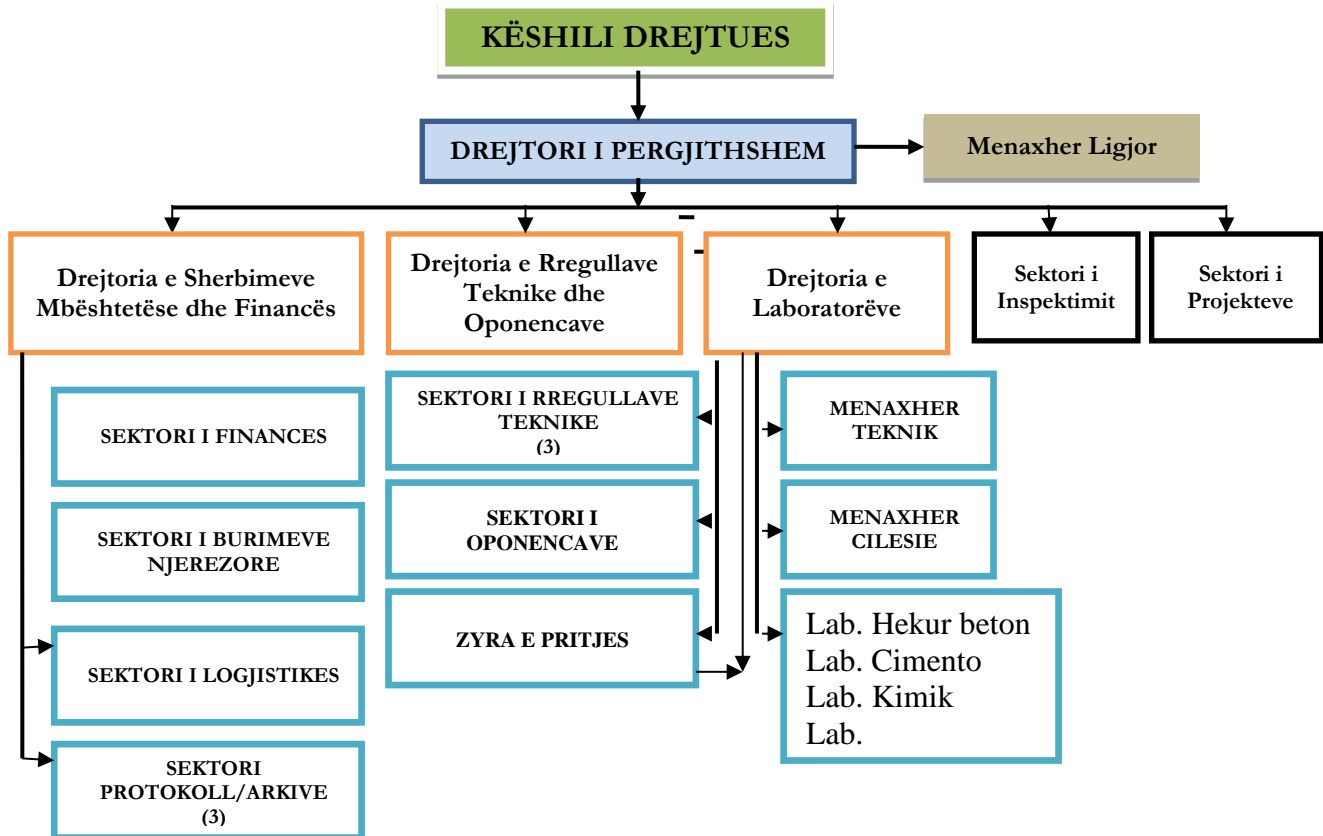 KËSHILI DREJTUES
DREJTORI I PERGJITHSHEM
Menaxher Ligjor
Drejtoria e Sherbimeve
Mbështetëse dhe Financës
Drejtoria e Rregullave
Teknike dhe
Oponencave
Drejtoria e
Laboratorëve
Sektori i
Inspektimit
Sektori i
Projekteve
SEKTORI I FINANCES
SEKTORI I RREGULLAVE
TEKNIKE
(3)
MENAXHER
TEKNIK
SEKTORI I BURIMEVE
NJEREZORE
SEKTORI I
OPONENCAVE
MENAXHER
CILESIE
SEKTORI I LOGJISTIKES
ZYRA E PRITJES
Lab. Hekur beton
Lab. Cimento
Lab. Kimik
Lab.
SEKTORI
PROTOKOLL/ARKIVE
(3)